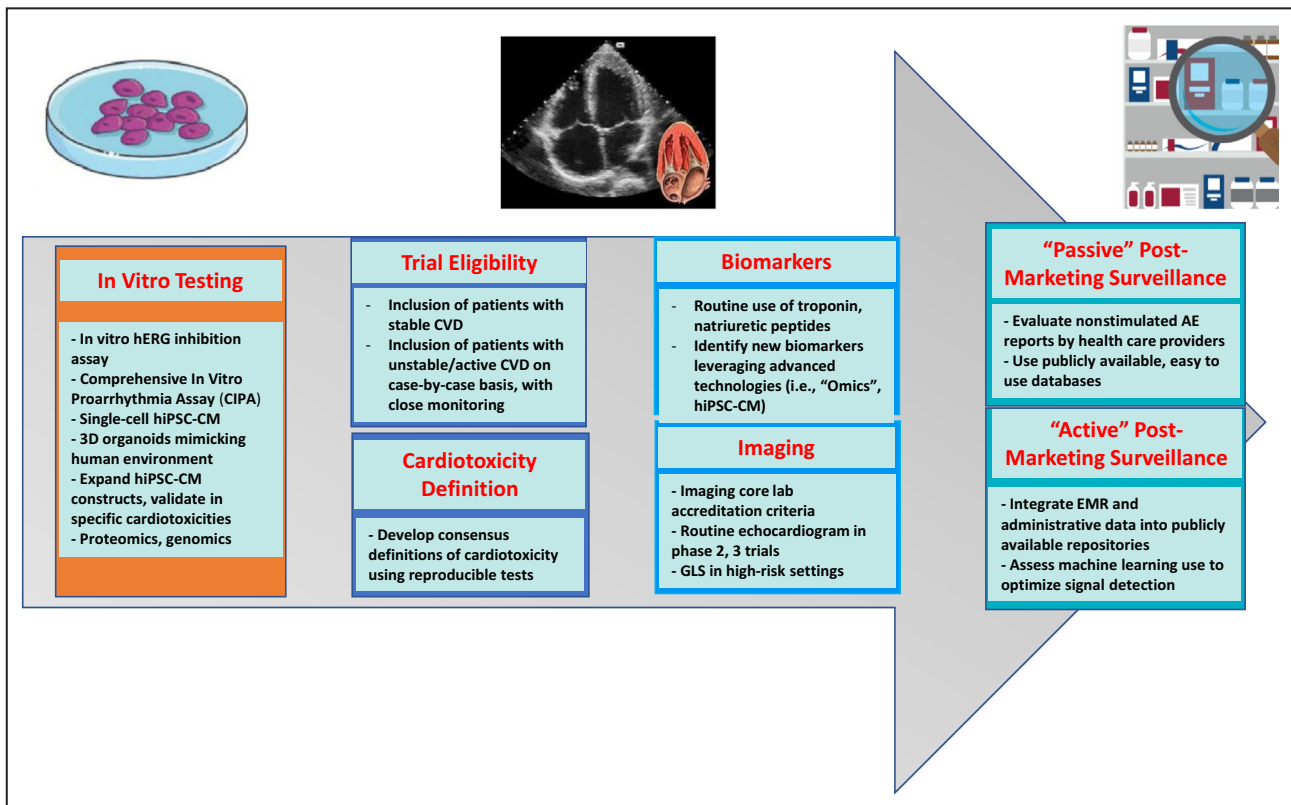 In Vitro Testing
- In vitro hERG inhibition
assay
- Comprehensive In Vitro
Proarrhythmia Assay (CIPA)
- Single-cell hiPSC-CM
- 3D organoids mimicking
human environment
- Expand hiPSC-CM
constructs, validate in
specific cardiotoxicities
- Proteomics, genomics
Trial Eligibility
- Inclusion of patients with
stable CVD
- Inclusion of patients with
unstable/active CVD on
case-by-case basis, with
close monitoring
Cardiotoxicity
Definition
- Develop consensus
definitions of cardiotoxicity
using reproducible tests
Biomarkers
- Routine use of troponin,
natriuretic peptides
- Identify new biomarkers
leveraging advanced
technologies (i.e., “Omics”,
hiPSC-CM)
Imaging
- Imaging core lab
accreditation criteria
- Routine echocardiogram in
phase 2, 3 trials
- GLS in high-risk settings
“Passive” Post-
Marketing Surveillance
- Evaluate nonstimulated AE
reports by health care providers
- Use publicly available, easy to
use databases
“Active” Post-
Marketing Surveillance
- Integrate EMR and
administrative data into publicly
available repositories
- Assess machine learning use to
optimize signal detection